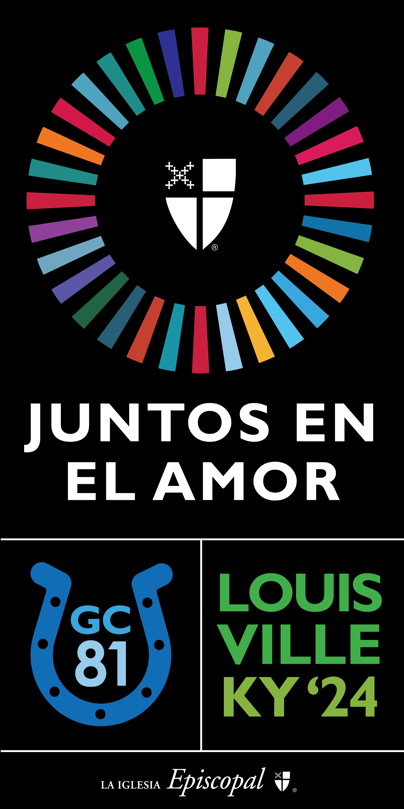 ®
JUNTOS EN
EL AMOR
GC
81
LOUIS
VILLE
KY ‘24
LA IGLESIA Episcopal ®